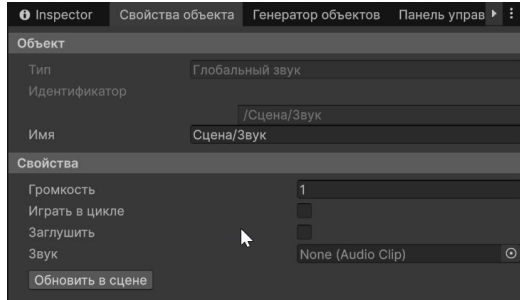 Inspector Свойства объекта Генератор объектов Панель управ
Объект
Тип Глобальный звук
Идентификатор
/Сцена/Звук
Имя Сцена/Звук
Свойства
Громкость 1
Играть в цикле
Заглушить
Звук None (Audio Clip)
Обновить в сцене